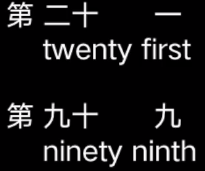 第 二十 一
twenty first
第 九十 九
ninety ninth